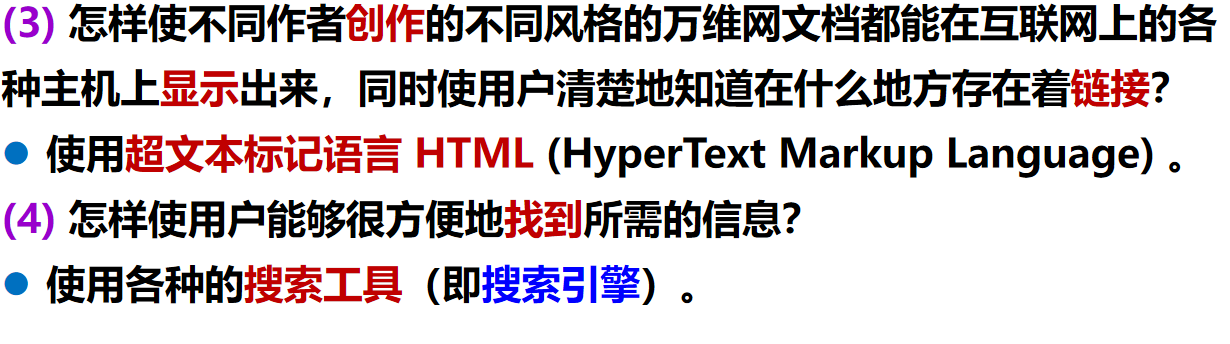 (3) 怎样使不同作者创作的不同风格的万维网文档都能在互联网上的各
种主机上显示出来，同时使用户清楚地知道在什么地方存在着链接？
● 使用超文本标记语言 HTML (HyperText Markup Language) 。
(4) 怎样使用户能够很方便地找到所需的信息？
● 使用各种的搜索工具（即搜索引擎）。